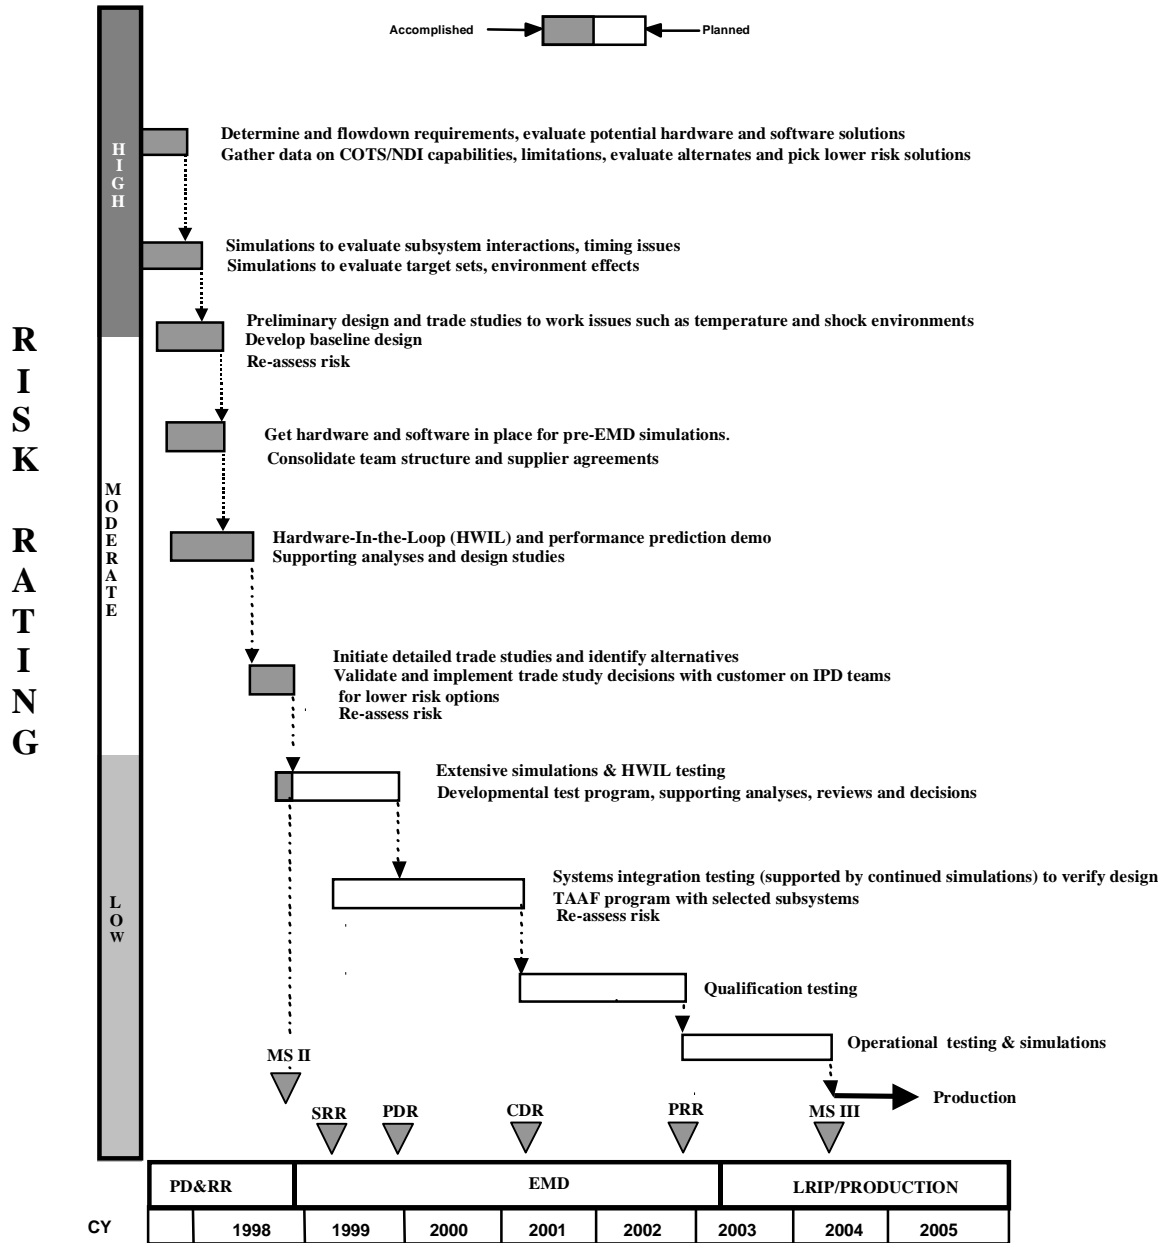 Accomplished
Planned
RISK RATING
HIGH
Determine and flowdown requirements, evaluate potential hardware and software solutions
Gather data on COTS/NDI capabilities, limitations, evaluate alternates and pick lower risk solutions
Simulations to evaluate subsystem interactions, timing issues
Simulations to evaluate target sets, environment effects
Preliminary design and trade studies to work issues such as temperature and shock environments
Develop baseline design
Re-assess risk
MODERATE
Get hardware and software in place for pre-EMD simulations.
Consolidate team structure and supplier agreements
Hardware-In-the-Loop (HWIL) and performance prediction demo
Supporting analyses and design studies
Initiate detailed trade studies and identify alternatives
Validate and implement trade study decisions with customer on IPD teams
for lower risk options
Re-assess risk
LOW
Extensive simulations & HWIL testing
Developmental test program, supporting analyses, reviews and decisions
Systems integration testing (supported by continued simulations) to verify design
TAAF program with selected subsystems
Re-assess risk
Qualification testing
Operational testing & simulations
Production
MS II
SRR
PDR
CDR
PRR
MS III
PD&RR
EMD
LRIP/PRODUCTION
CY
1998
1999
2000
2001
2002
2003
2004
2005